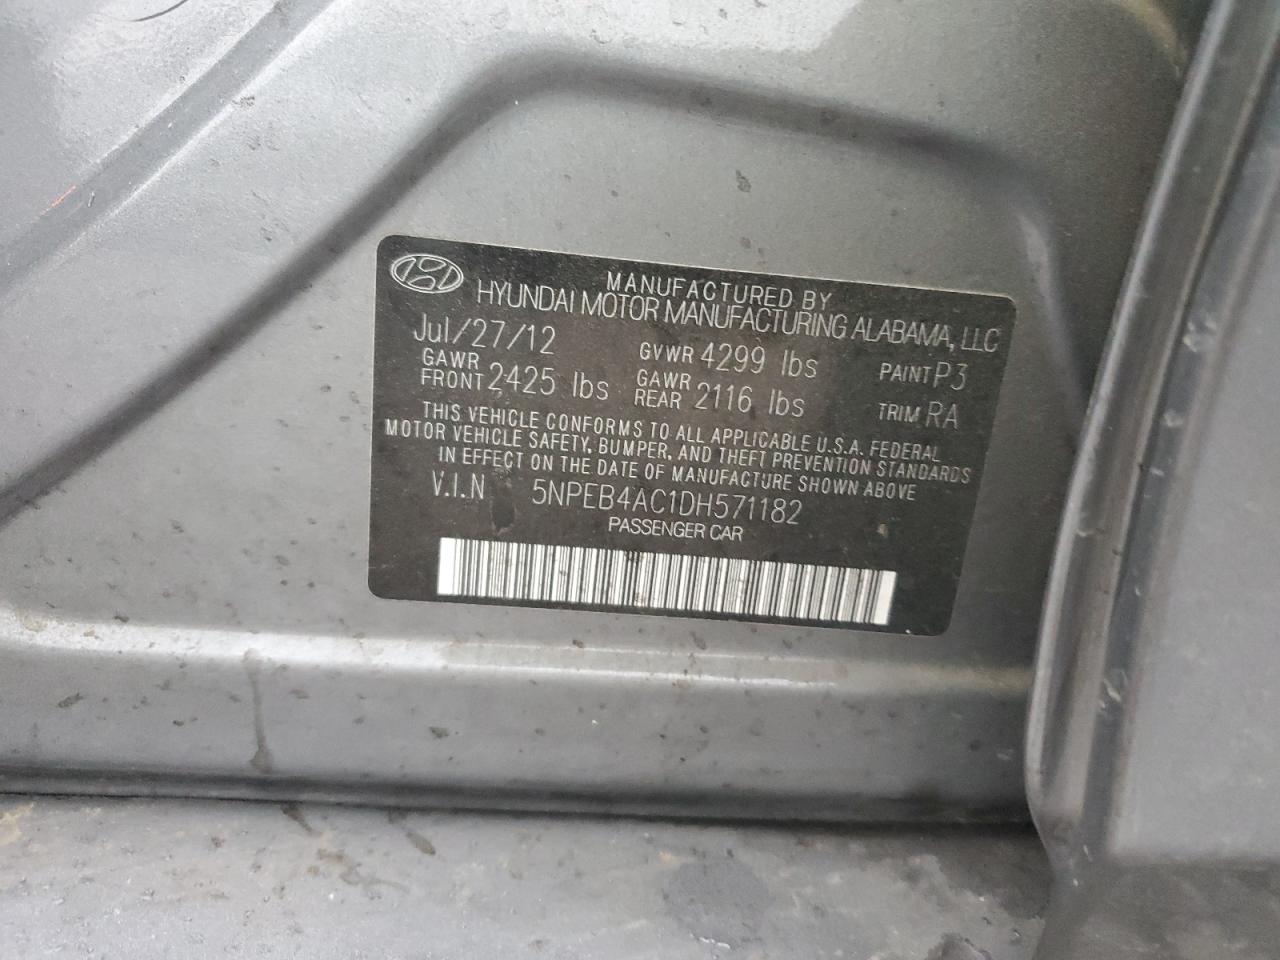 MANUFACTURED BY
HYUNDAI MOTOR MANUFACTURING ALABAMA, LLC
Jul/27/12 GVWR 4299 lbs PAINT P3
GAWR FRONT 2425 lbs GAWR REAR 2116 lbs TRIM RA
THIS VEHICLE CONFORMS TO ALL APPLICABLE U.S.A. FEDERAL
MOTOR VEHICLE SAFETY, BUMPER, AND THEFT PREVENTION STANDARDS
IN EFFECT ON THE DATE OF MANUFACTURE SHOWN ABOVE
V.I.N 5NPEB4AC1DH571182
PASSENGER CAR